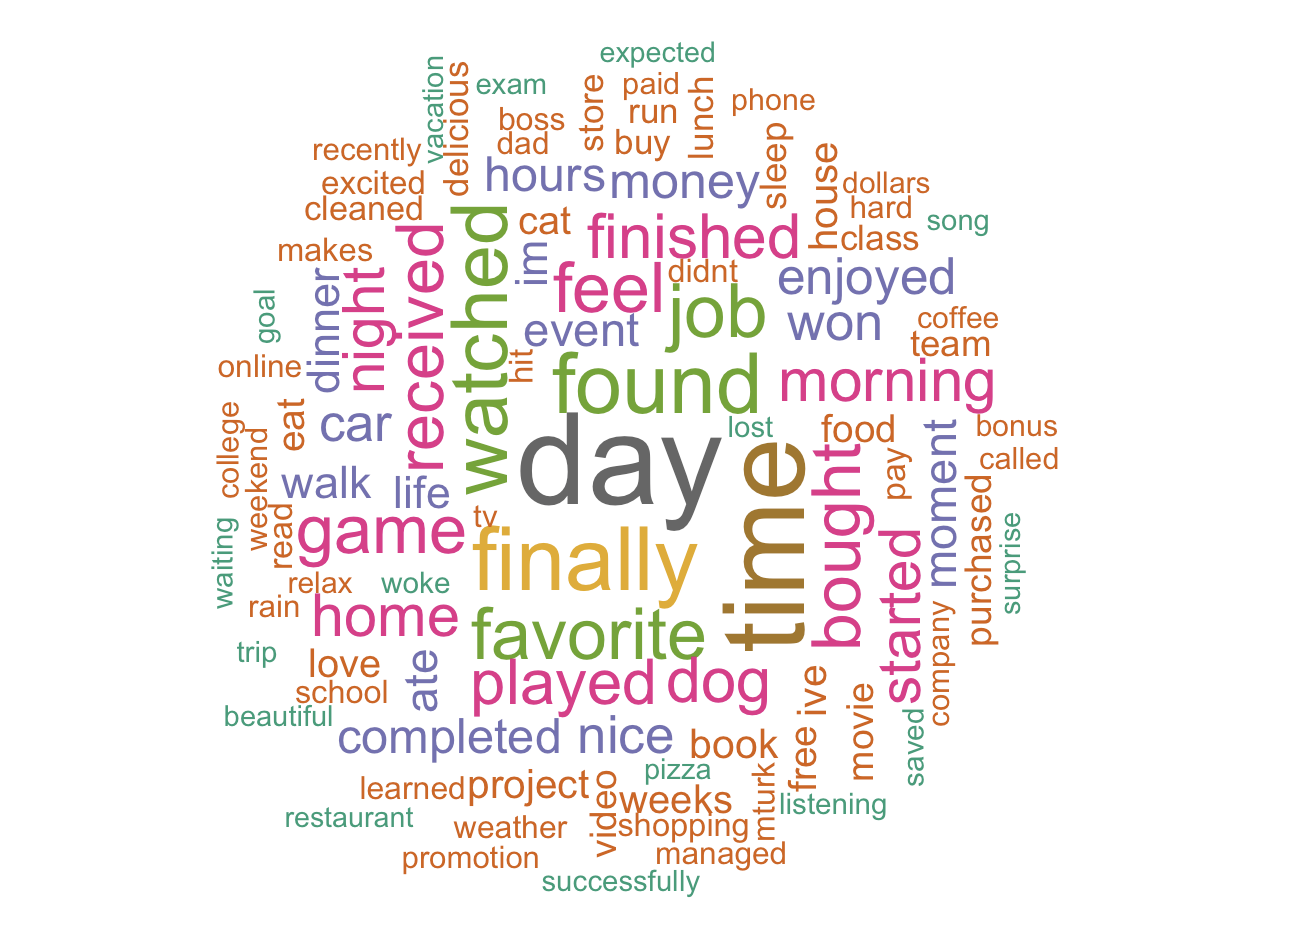 expected
vacation
delicious
exam
store
paid
lunch
phone
boss
run
dad
buy
recently
sleep
house
hours
money
excited
dollars
cleaned
hard
song
watched
cat
finished
class
makes
received
im
feel
didnt
enjoyed
night
dinner
goal
job
event
won
coffee
team
online
hit
found
morning
college
eat
car
day
lost
food
moment
bonus
weekend
called
time
bought
pay
walk
life
purchased
read
game
tv
finally
started
surprise
waiting
relax
woke
rain
home
favorite
company
trip
love
ate
played
dog
school
ive
movie
beautiful
completed
nice
book
free
saved
pizza
learned
project
video
weeks
mturk
listening
restaurant
weather
shopping
promotion
managed
successfully